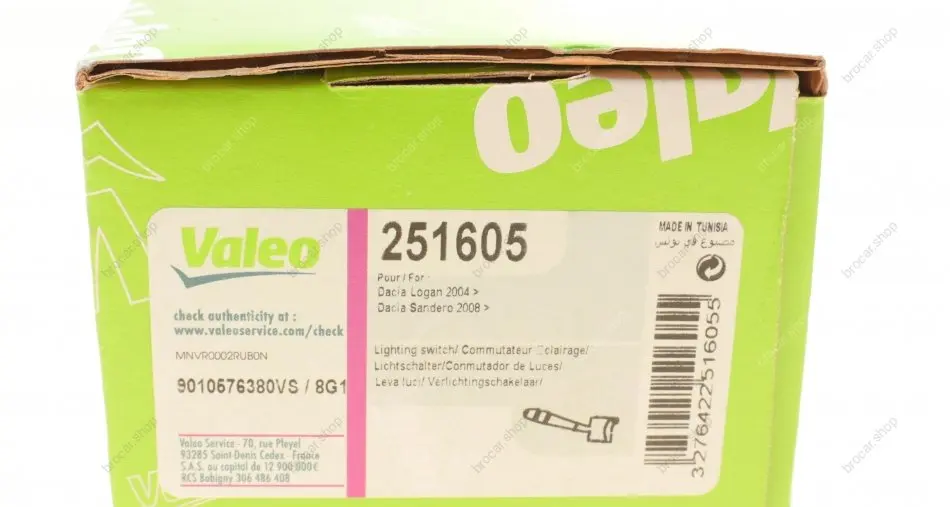 Valeo
Valeo
251605
MADE IN TUNISIA
مصنوع في تونس
Pour / For :
Dacia Logan 2004 >
Dacia Sandero 2008 >
check authenticity at :
www.valeoservice.com/check
MNVR0002RUB0N
9010576380VS / 8G1
Lighting switch/ Commutateur Eclairage/
Lichtschalter/Conmutador de Luces/
Leva luci/ Verlichtingschakelaar/
Valeo Service - 70, rue Pleyel
93285 Saint-Denis Cedex - France
S.A.S. au capital de 12 900 000€
RCS Bobigny 306 486 408
3276422516055
brocar.shop